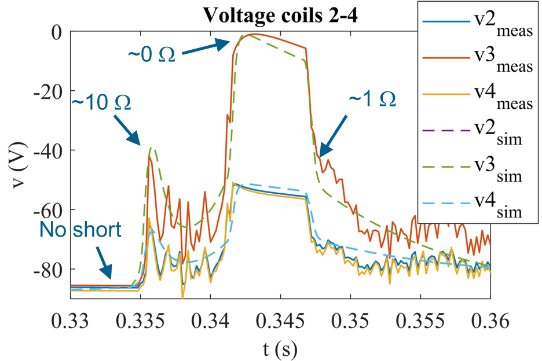 Voltage coils 2-4
v2meas
v3meas
v4meas
v2sim
v3sim
v4sim
~0 Ω
~10 Ω
~1 Ω
No short
0
-20
-40
-60
-80
v (V)
0.33 0.335 0.34 0.345 0.35 0.355 0.36
t (s)